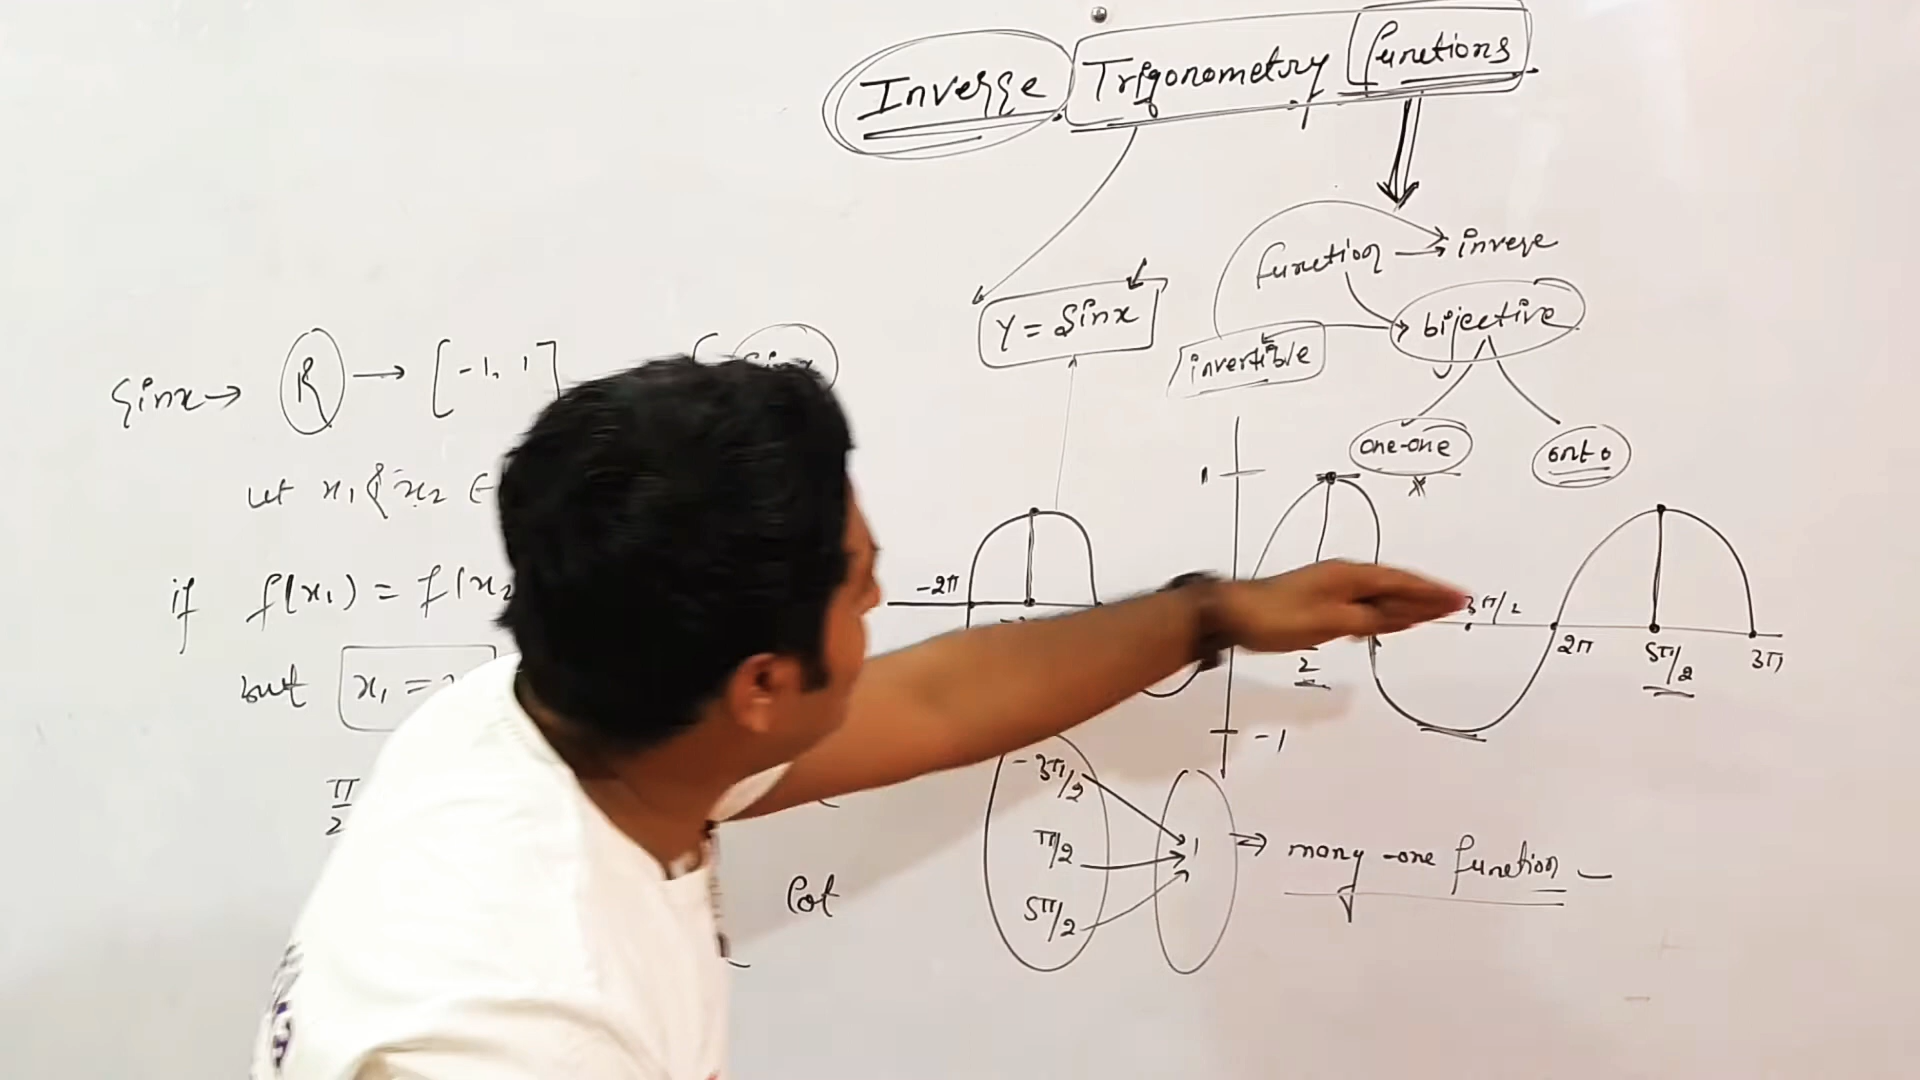 Inverse Trigonometry functions
function → inverse
bijective
invertible
one-one
onto
Y = Sinx
Sinx → R → [-1, 1]
Sinx
let x₁ & x₂ ∈
if f(x₁) = f(x₂
but x₁ =
π/2
Cot
1
-2π
3π/2
2π
5π/2
3π
2
-1
-3π/2
π/2
5π/2
1
⇒ many-one function